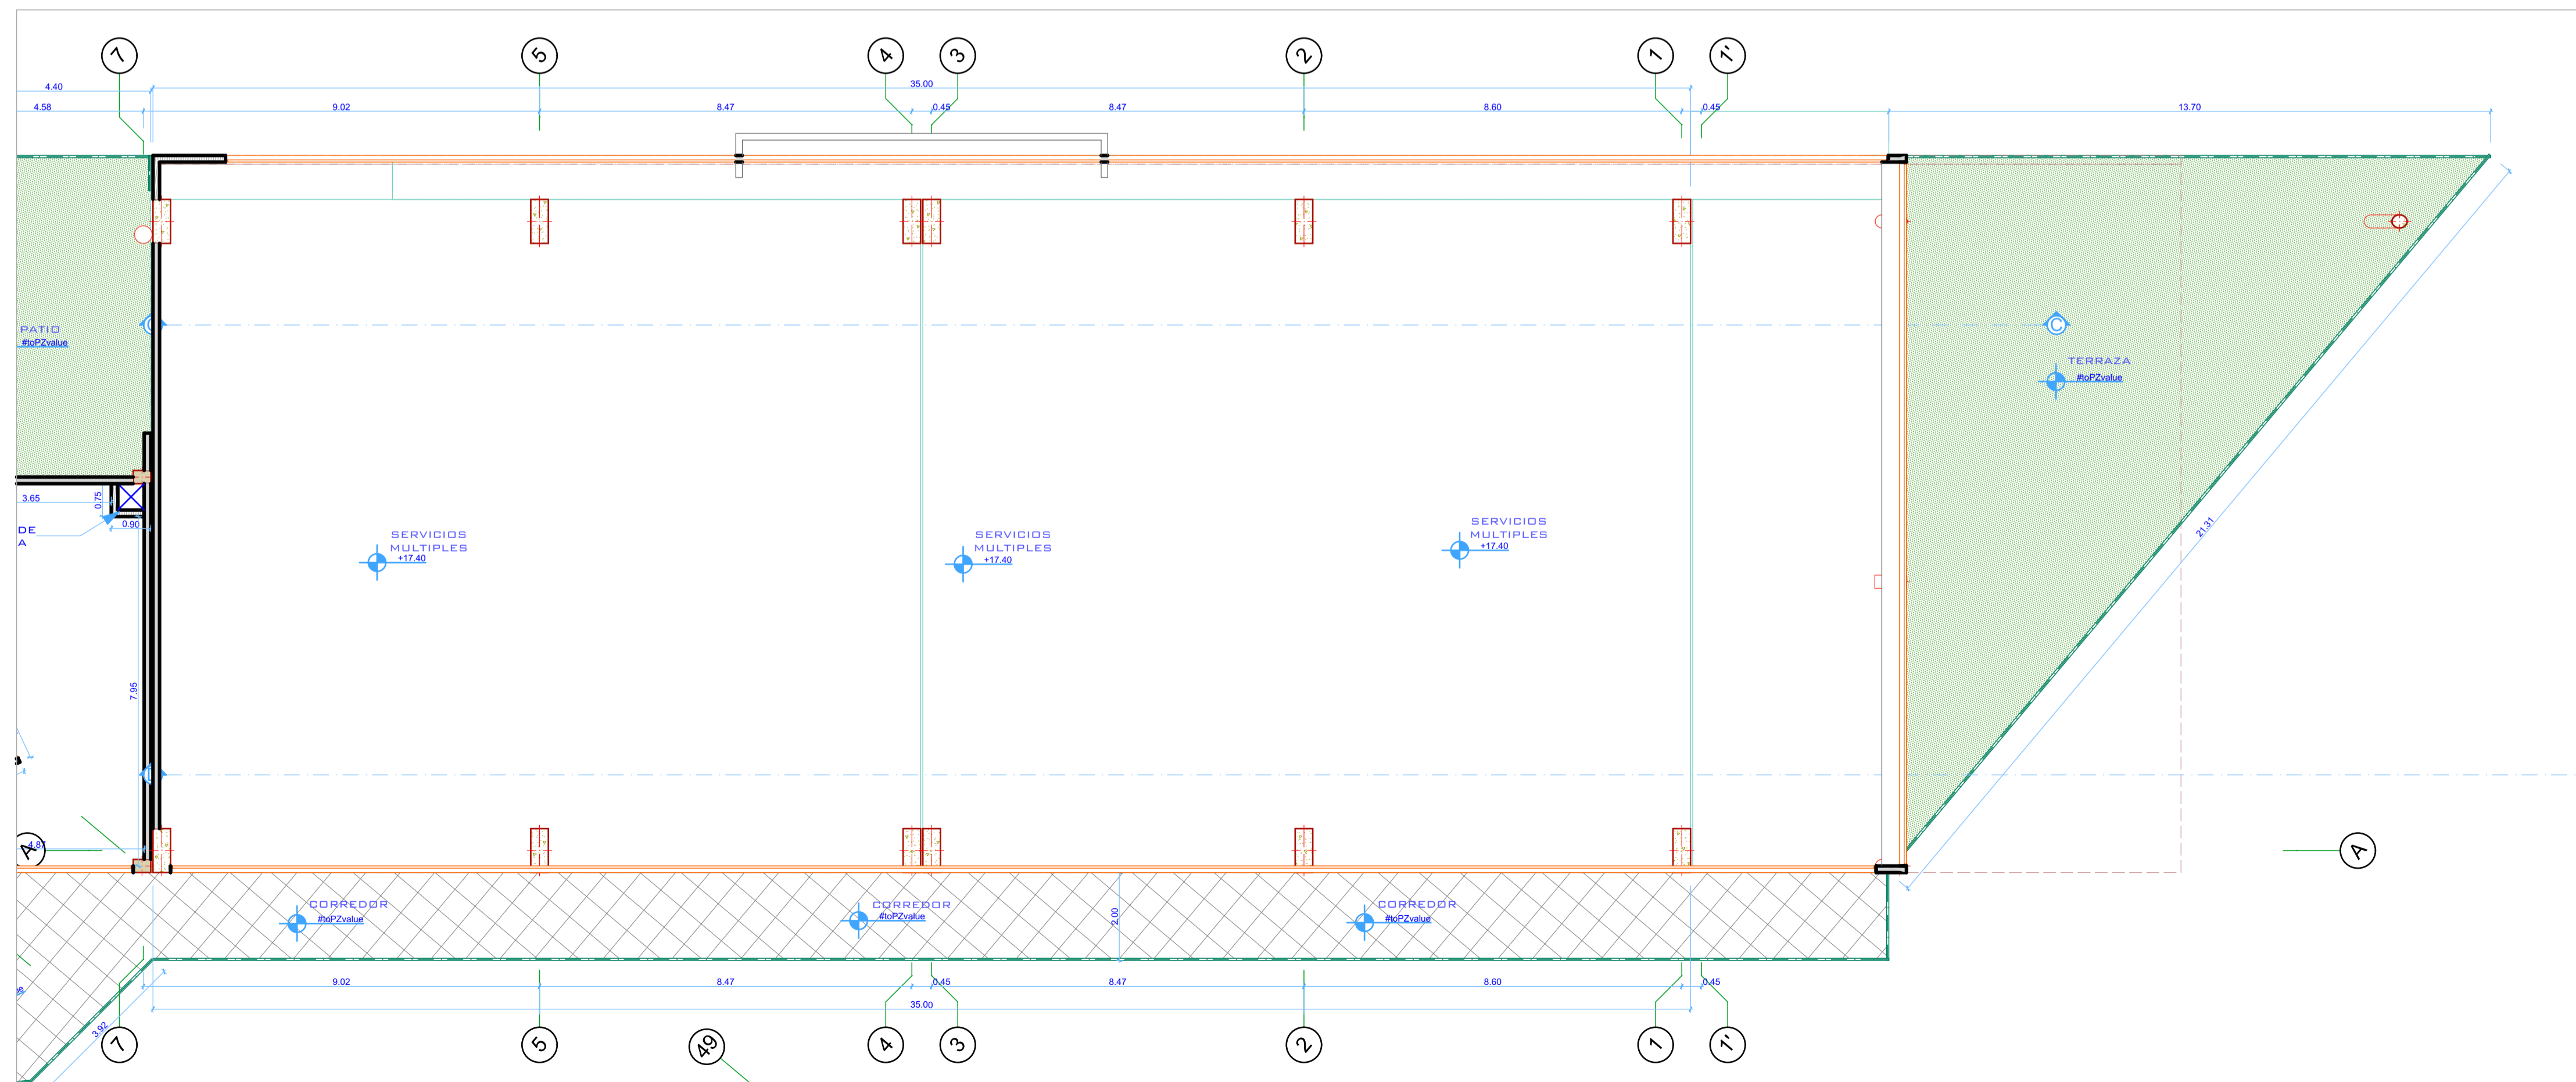 7
5
4
3
2
1
1'
4.40
35.00
4.58
9.02
8.47
0.45
8.47
8.60
0.45
13.70
PATIO
#toPZvalue
C
C
TERRAZA
#toPZvalue
3.65
0.75
0.90
DE
A
SERVICIOS
MULTIPLES
+17.40
SERVICIOS
MULTIPLES
+17.40
SERVICIOS
MULTIPLES
+17.40
21.31
7.95
4.87
A
A
CORREDOR
#toPZvalue
CORREDOR
#toPZvalue
CORREDOR
#toPZvalue
2.00
9.02
8.47
0.45
8.47
8.60
0.45
35.00
3.92
7
5
49
4
3
2
1
1'